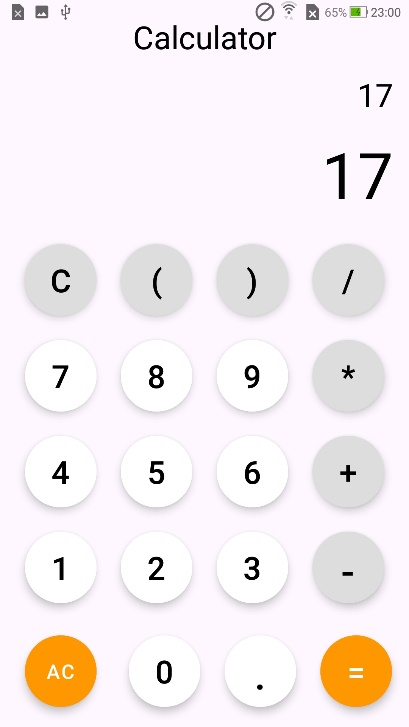 65% 23:00
Calculator
17
17
C ( ) /
7 8 9 *
4 5 6 +
1 2 3 -
AC 0 . =